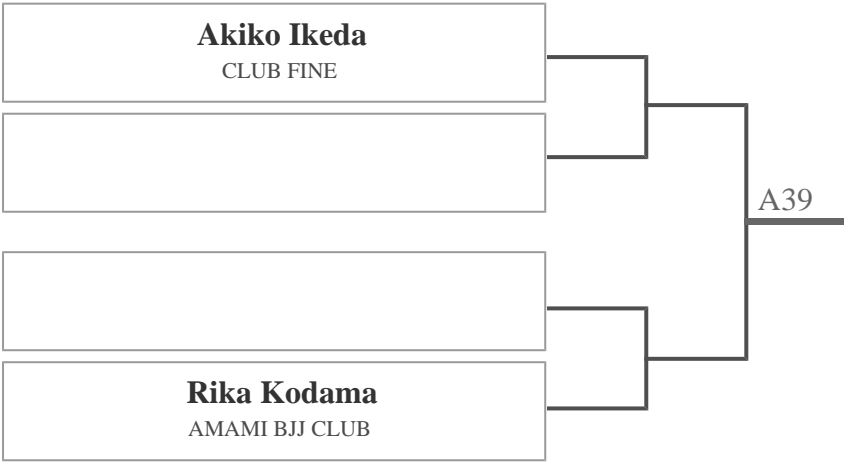 Akiko Ikeda
CLUB FINE
A39
Rika Kodama
AMAMI BJJ CLUB